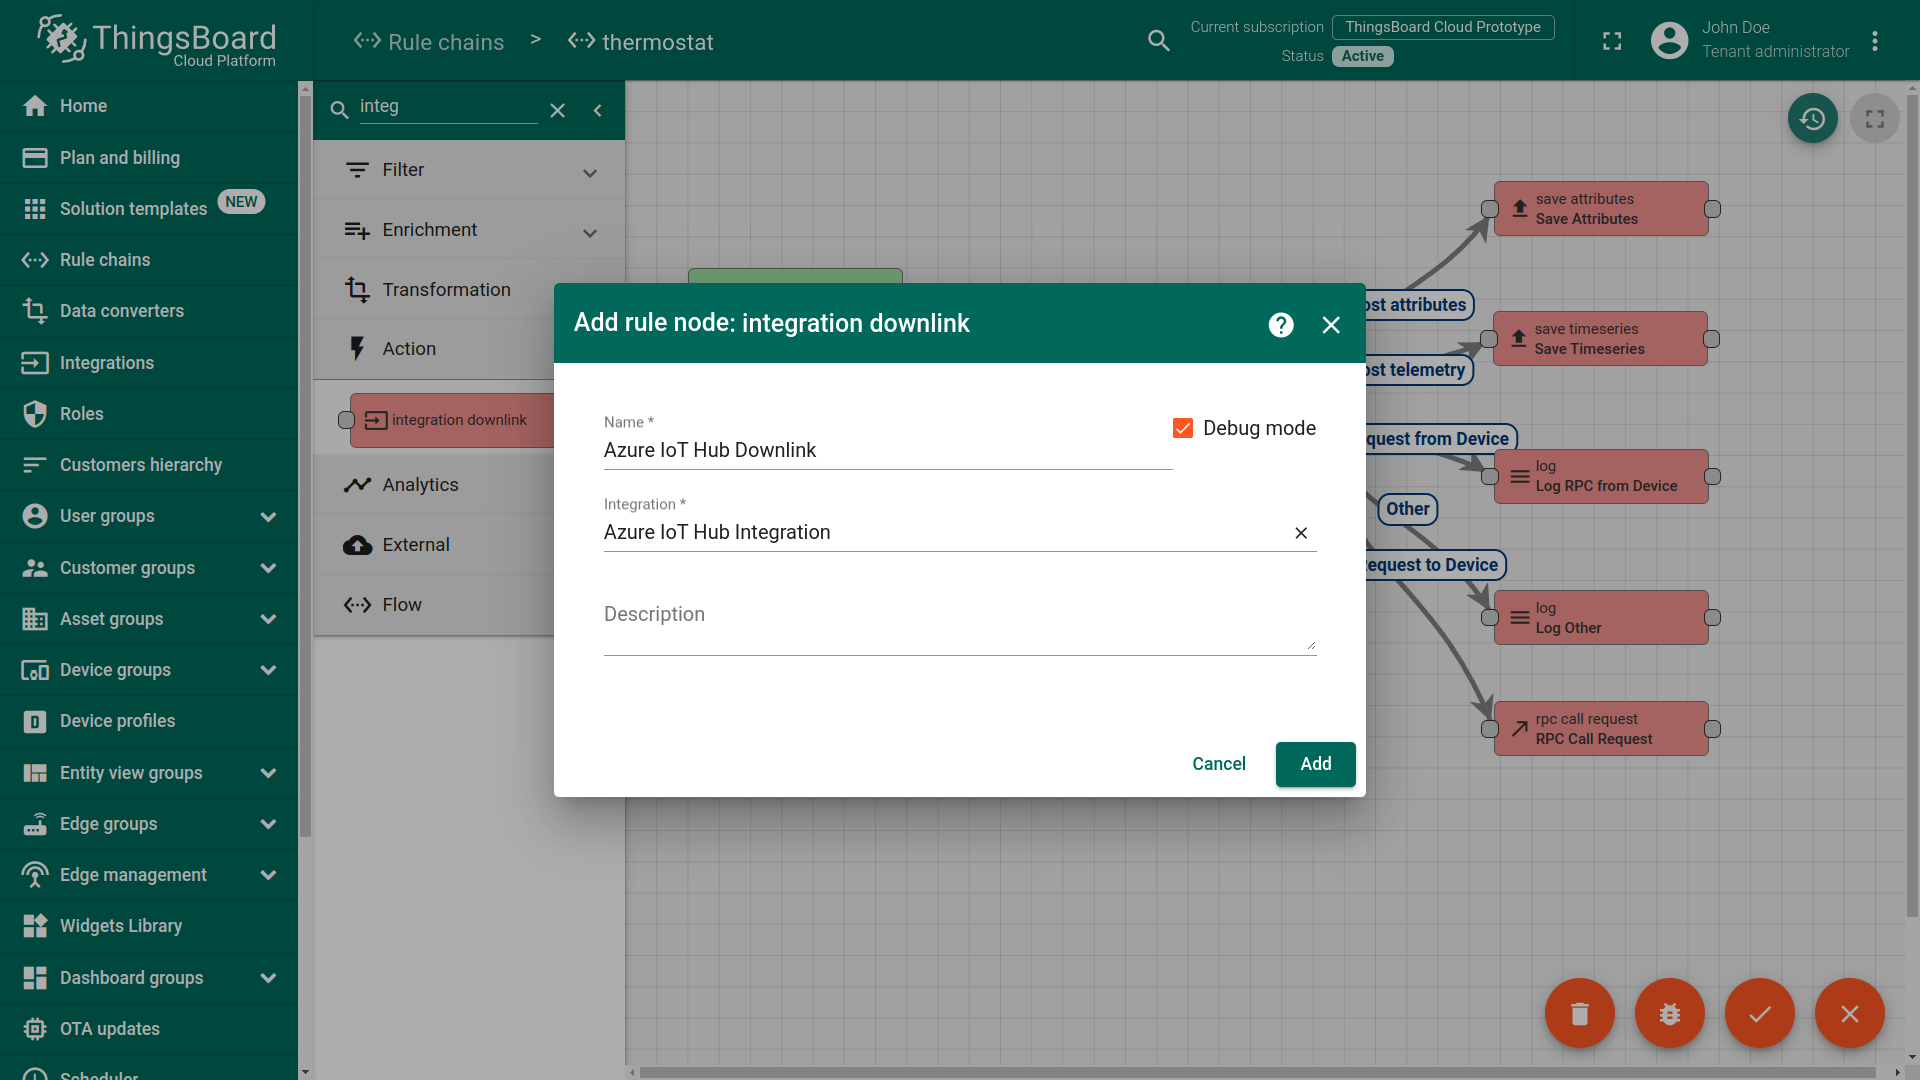 ThingsBoard
Cloud Platform
Rule chains > thermostat
Current subscription ThingsBoard Cloud Prototype
Status Active
John Doe
Tenant administrator
Home
Plan and billing
Solution templates NEW
Rule chains
Data converters
Integrations
Roles
Customers hierarchy
User groups
Customer groups
Asset groups
Device groups
Device profiles
Entity view groups
Edge groups
Edge management
Widgets Library
Dashboard groups
OTA updates
Scheduler
integ
Filter
Enrichment
Transformation
Action
integration downlink
Analytics
External
Flow
Add rule node: integration downlink
Name *
Azure IoT Hub Downlink
Debug mode
Integration *
Azure IoT Hub Integration
Description
Cancel
Add
ost attributes
ost telemetry
quest from Device
Other
equest to Device
save attributes
Save Attributes
save timeseries
Save Timeseries
log
Log RPC from Device
log
Log Other
rpc call request
RPC Call Request